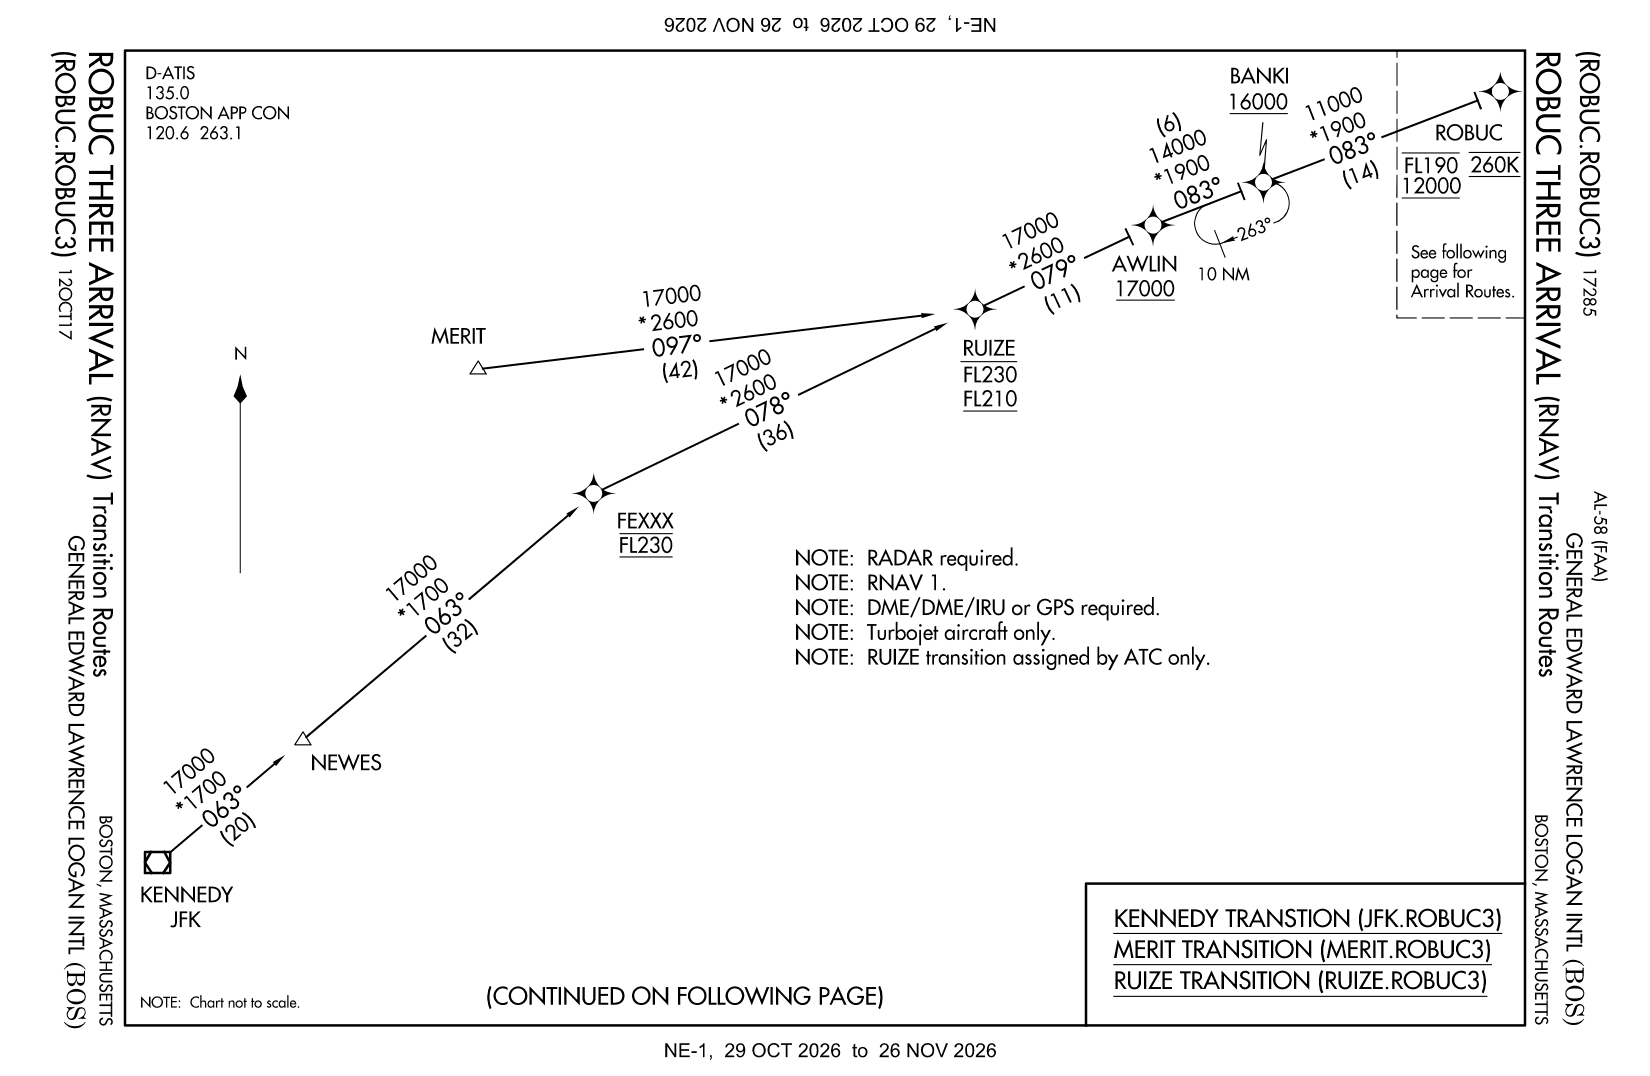 NE-1, 29 OCT 2026 to 26 NOV 2026
(ROBUC.ROBUC3) 12OCT17
ROBUC THREE ARRIVAL (RNAV) Transition Routes
GENERAL EDWARD LAWRENCE LOGAN INTL (BOS)
BOSTON, MASSACHUSETTS
D-ATIS
135.0
BOSTON APP CON
120.6 263.1
BANKI
16000
11000
*1900
083°
(14)
ROBUC
FL190 260K
12000
See following
page for
Arrival Routes.
(6)
14000
*1900
083°
263°
10 NM
AWLIN
17000
17000
*2600
079°
(11)
RUIZE
FL230
FL210
MERIT
17000
*2600
097°
(42)
17000
*2600
078°
(36)
N
FEXXX
FL230
17000
*1700
063°
(32)
NOTE: RADAR required.
NOTE: RNAV 1.
NOTE: DME/DME/IRU or GPS required.
NOTE: Turbojet aircraft only.
NOTE: RUIZE transition assigned by ATC only.
NEWES
17000
*1700
063°
(20)
KENNEDY
JFK
KENNEDY TRANSTION (JFK.ROBUC3)
MERIT TRANSITION (MERIT.ROBUC3)
RUIZE TRANSITION (RUIZE.ROBUC3)
NOTE: Chart not to scale.
(CONTINUED ON FOLLOWING PAGE)
(ROBUC.ROBUC3) 17285
AL-58 (FAA)
ROBUC THREE ARRIVAL (RNAV) Transition Routes
GENERAL EDWARD LAWRENCE LOGAN INTL (BOS)
BOSTON, MASSACHUSETTS
NE-1, 29 OCT 2026 to 26 NOV 2026